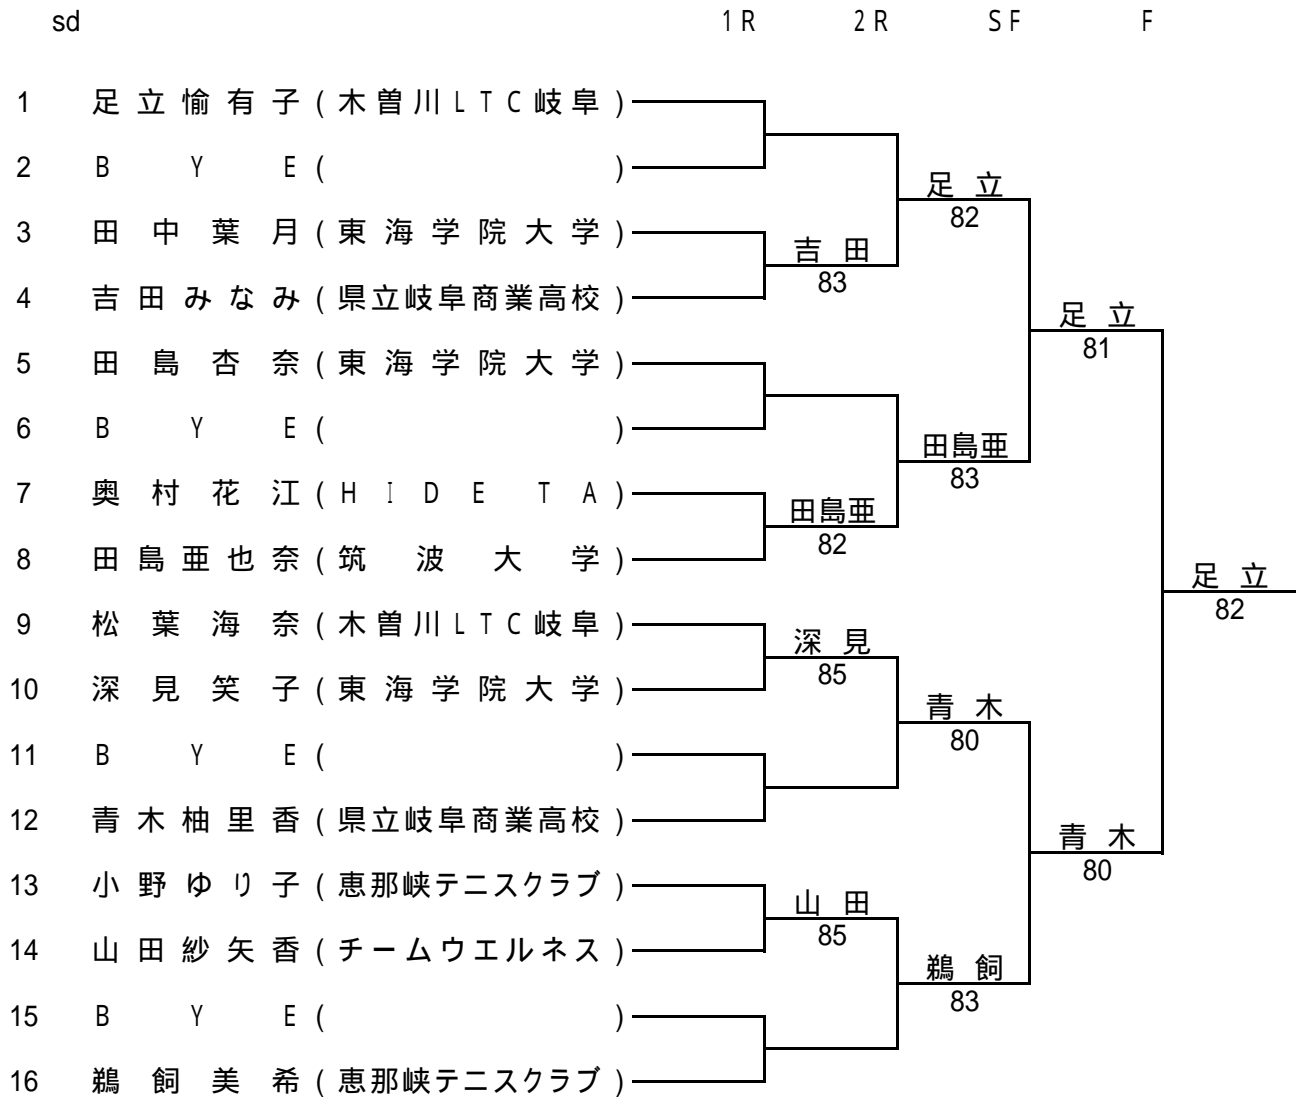 sd 1R 2R SF F
1 足立愉有子(木曽川LTC岐阜)
2 BYE( )
足立
3 田中葉月(東海学院大学)
82
吉田
4 吉田みなみ(県立岐阜商業高校)
83
足立
5 田島杏奈(東海学院大学)
81
6 BYE( )
田島亜
7 奥村花江(HIDE TA)
83
田島亜
8 田島亜也奈(筑波大学)
82
足立
9 松葉海奈(木曽川LTC岐阜)
82
深見
10 深見笑子(東海学院大学)
85
青木
11 BYE( )
80
12 青木柚里香(県立岐阜商業高校)
青木
13 小野ゆり子(恵那峡テニスクラブ)
80
山田
14 山田紗矢香(チームウエルネス)
85
鵜飼
15 BYE( )
83
16 鵜飼美希(恵那峡テニスクラブ)